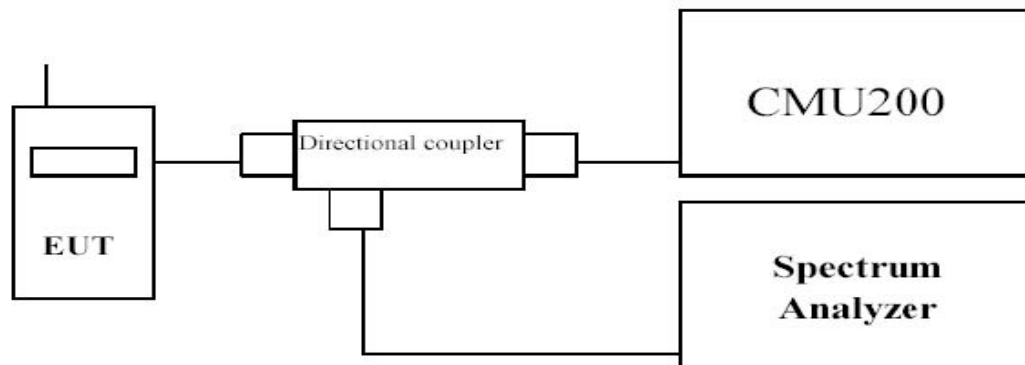 CMU200
Directional coupler
EUT
Spectrum
Analyzer